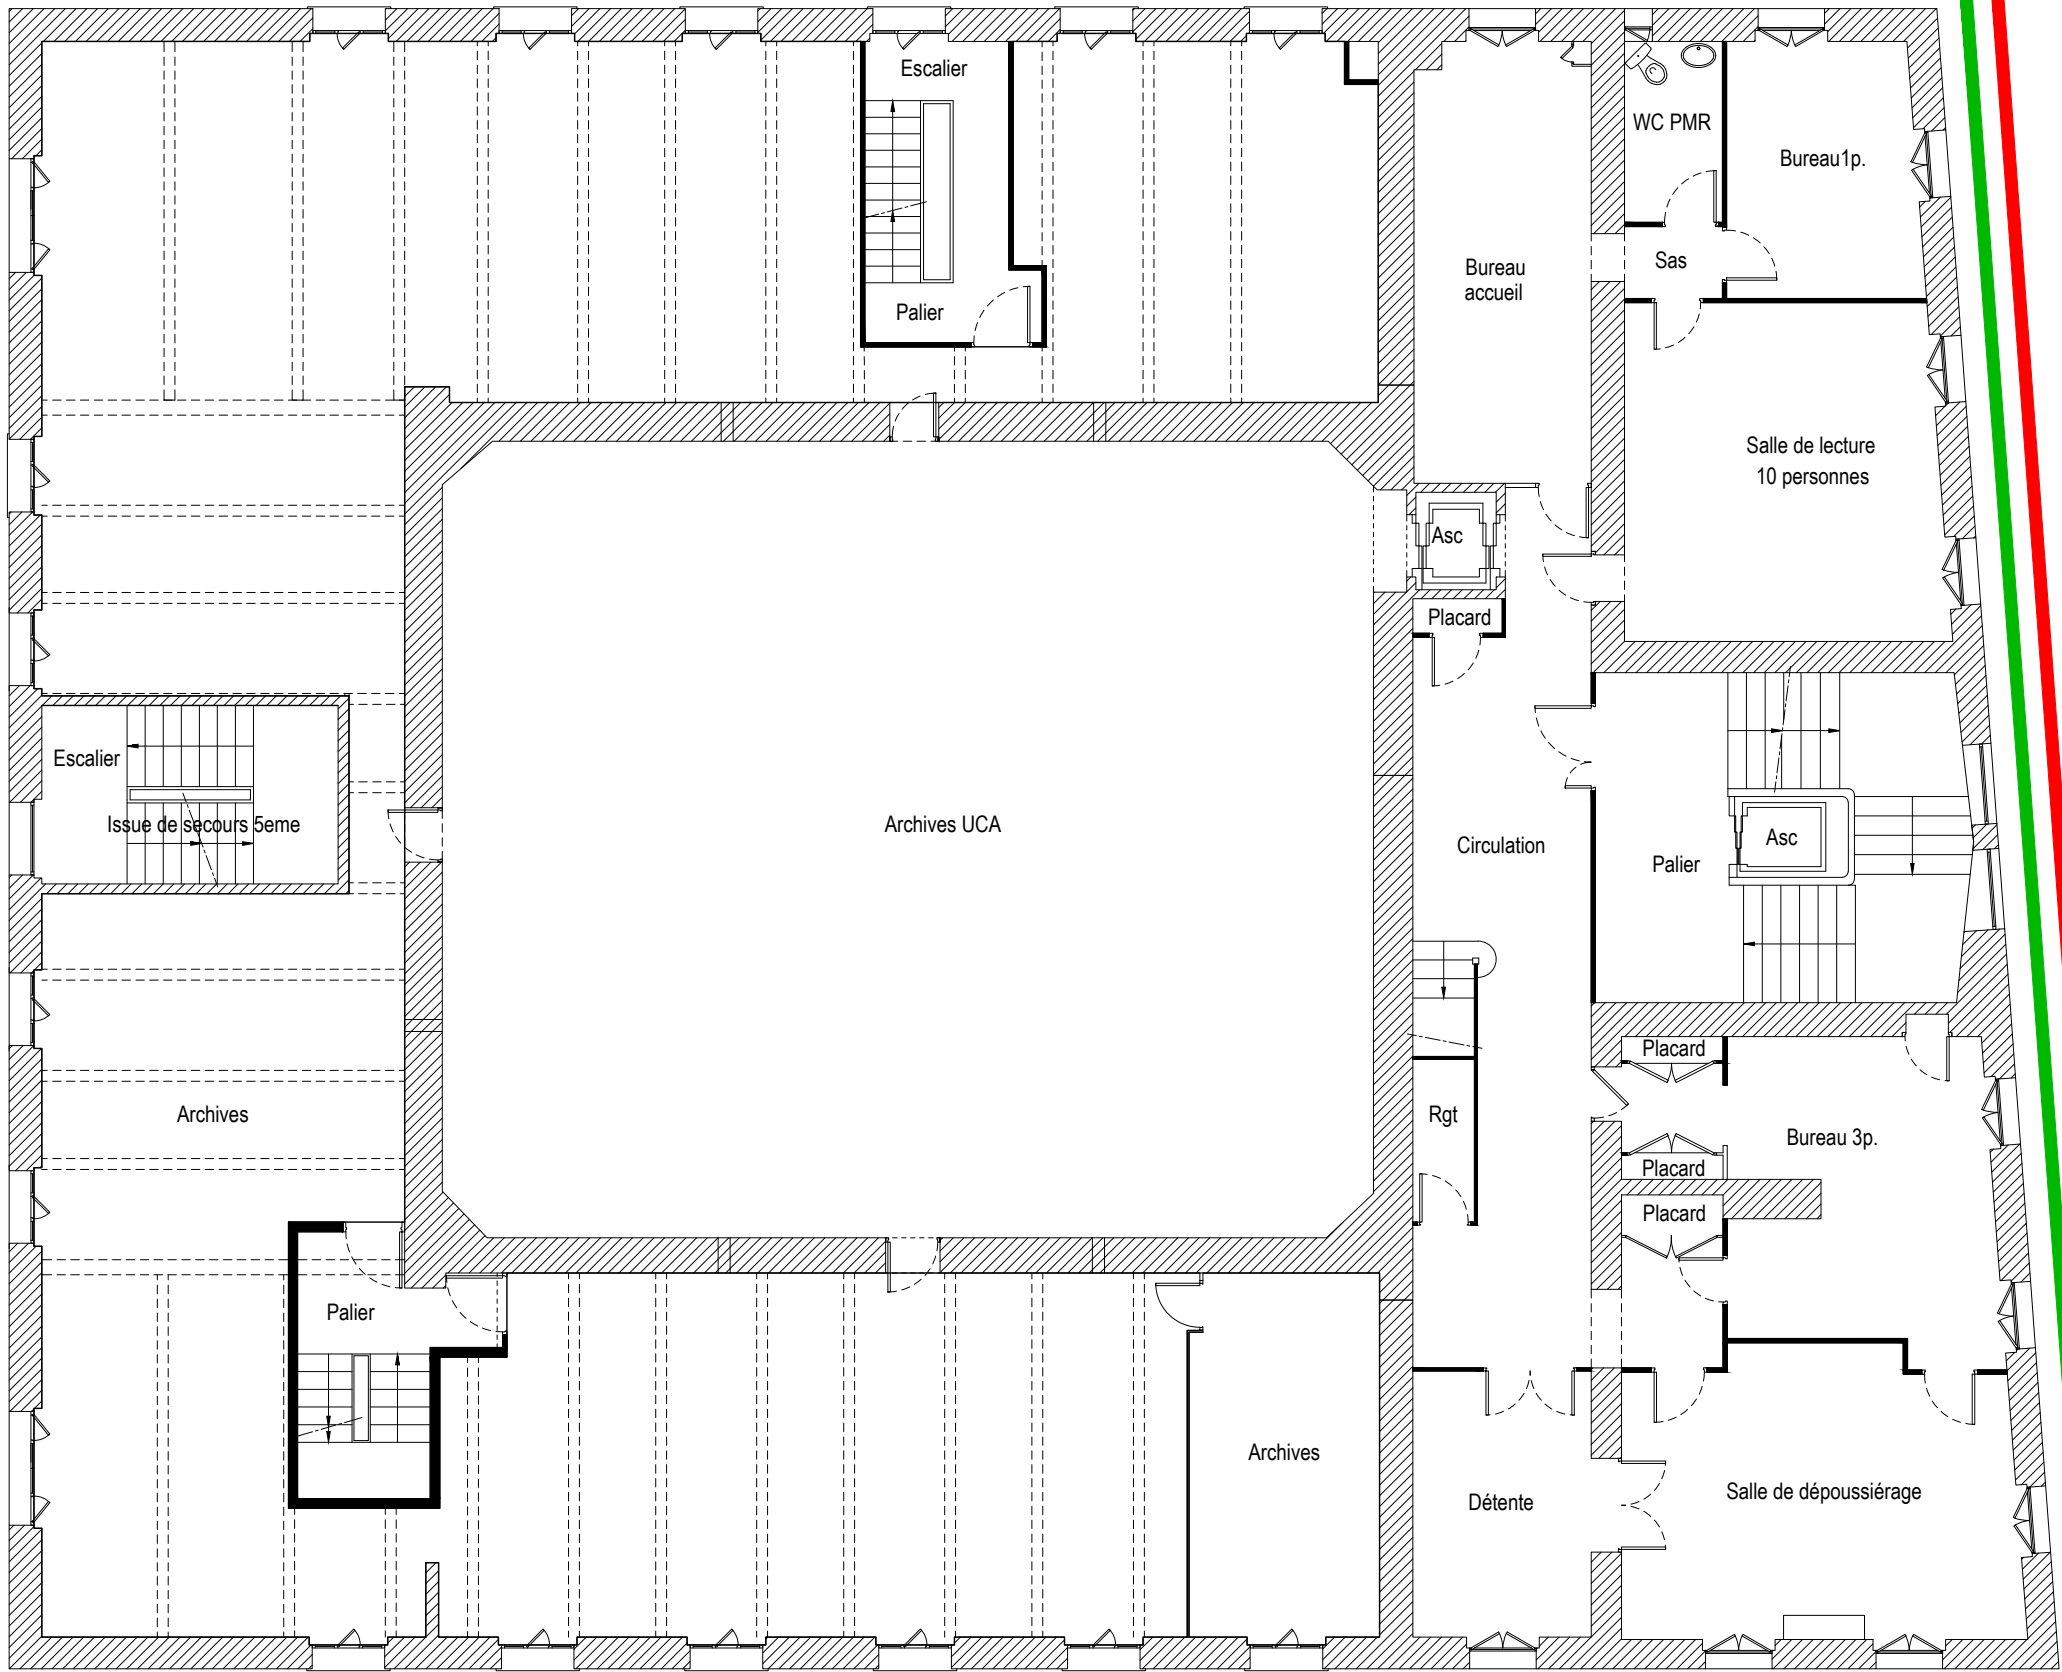 Escalier
WC PMR
Bureau1p.
Bureau
accueil
Sas
Palier
Salle de lecture
10 personnes
Asc
Placard
Escalier
Issue de secours 5eme
Archives UCA
Circulation
Palier
Asc
Placard
Archives
Rgt
Bureau 3p.
Placard
Placard
Palier
Archives
Détente
Salle de dépoussiérage